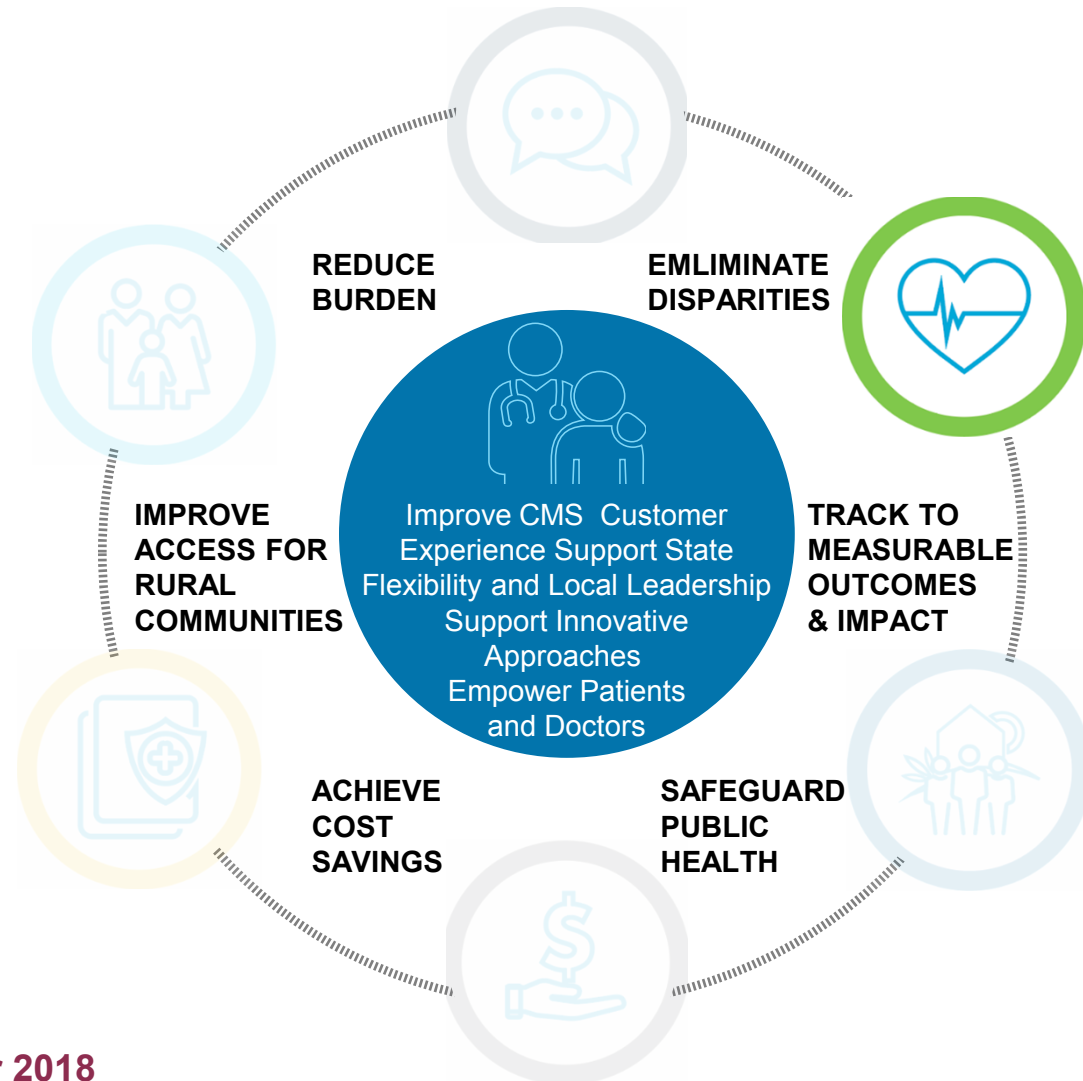 REDUCE
BURDEN
EMLIMINATE
DISPARITIES
IMPROVE
ACCESS FOR
RURAL
COMMUNITIES
Improve CMS Customer
Experience Support State
Flexibility and Local Leadership
Support Innovative
Approaches
Empower Patients
and Doctors
TRACK TO
MEASURABLE
OUTCOMES
& IMPACT
ACHIEVE
COST
SAVINGS
SAFEGUARD
PUBLIC
HEALTH
$
2018